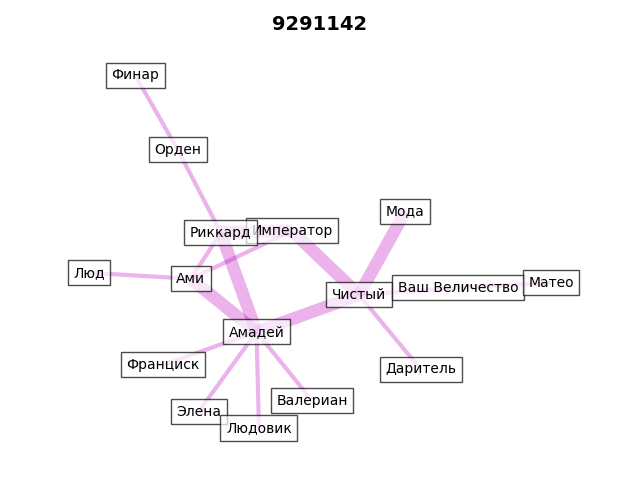 9291142
Финар
Орден
Мода
Риккард
Император
Люд
Ами
Чистый
Ваш Величество
Матео
Амадей
Франциск
Даритель
Элена
Валериан
Людовик